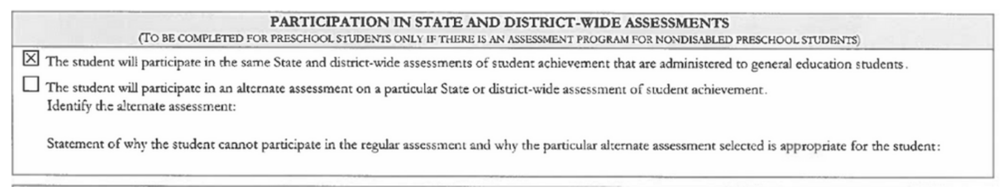 PARTICIPATION IN STATE AND DISTRICT-WIDE ASSESSMENTS
(TO BE COMPLETED FOR PRESCHOOL STUDENTS ONLY IF THERE IS AN ASSESSMENT PROGRAM FOR NONDISABLED PRESCHOOL STUDENTS)
☒ The student will participate in the same State and district-wide assessments of student achievement that are administered to general education students.
☐ The student will participate in an alternate assessment on a particular State or district-wide assessment of student achievement.
Identify the alternate assessment:
Statement of why the student cannot participate in the regular assessment and why the particular alternate assessment selected is appropriate for the student: